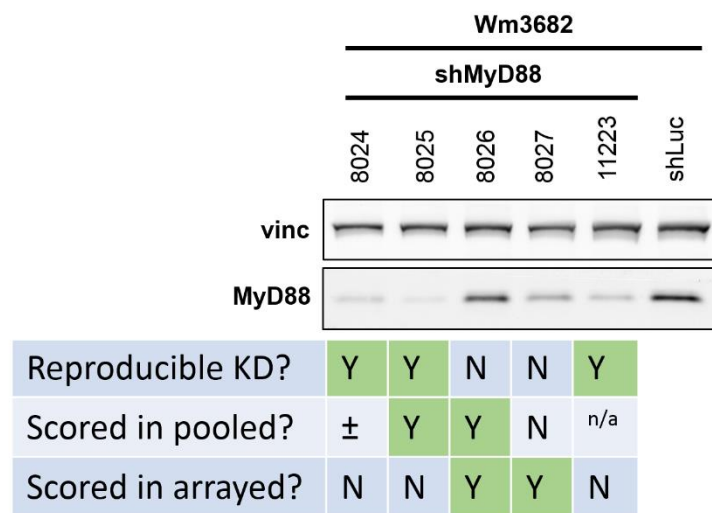 Wm3682
shMyD88
8024 8025 8026 8027 11223 shLuc
vinc
MyD88
Reproducible KD? Y Y N N Y
Scored in pooled? ± Y Y N n/a
Scored in arrayed? N N Y Y N